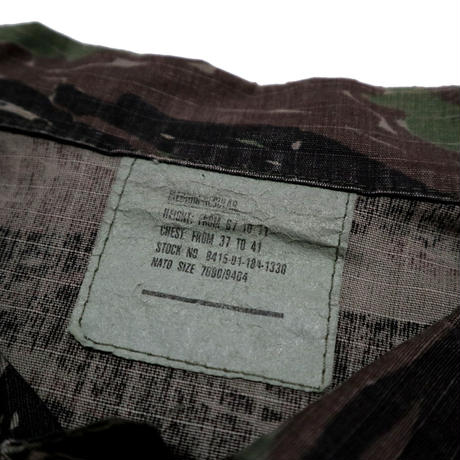 MEDIUM-REGULAR
HEIGHT: FROM 67 TO 71
CHEST FROM 37 TO 41
STOCK NO 8415-01-184-1338
NATO SIZE 7080/9404